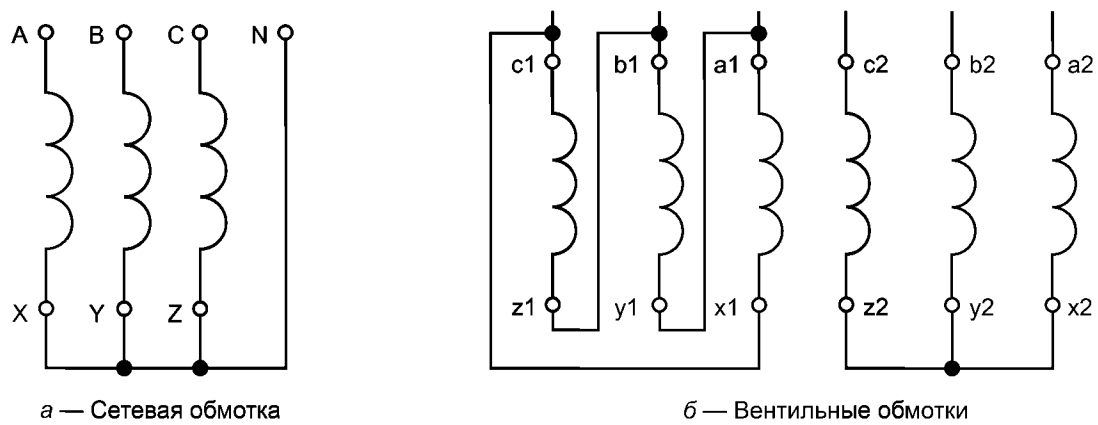 A B C N
c1 b1 a1 c2 b2 a2
z1 y1 x1 z2 y2 x2
X Y Z
а — Сетевая обмотка
б — Вентильные обмотки